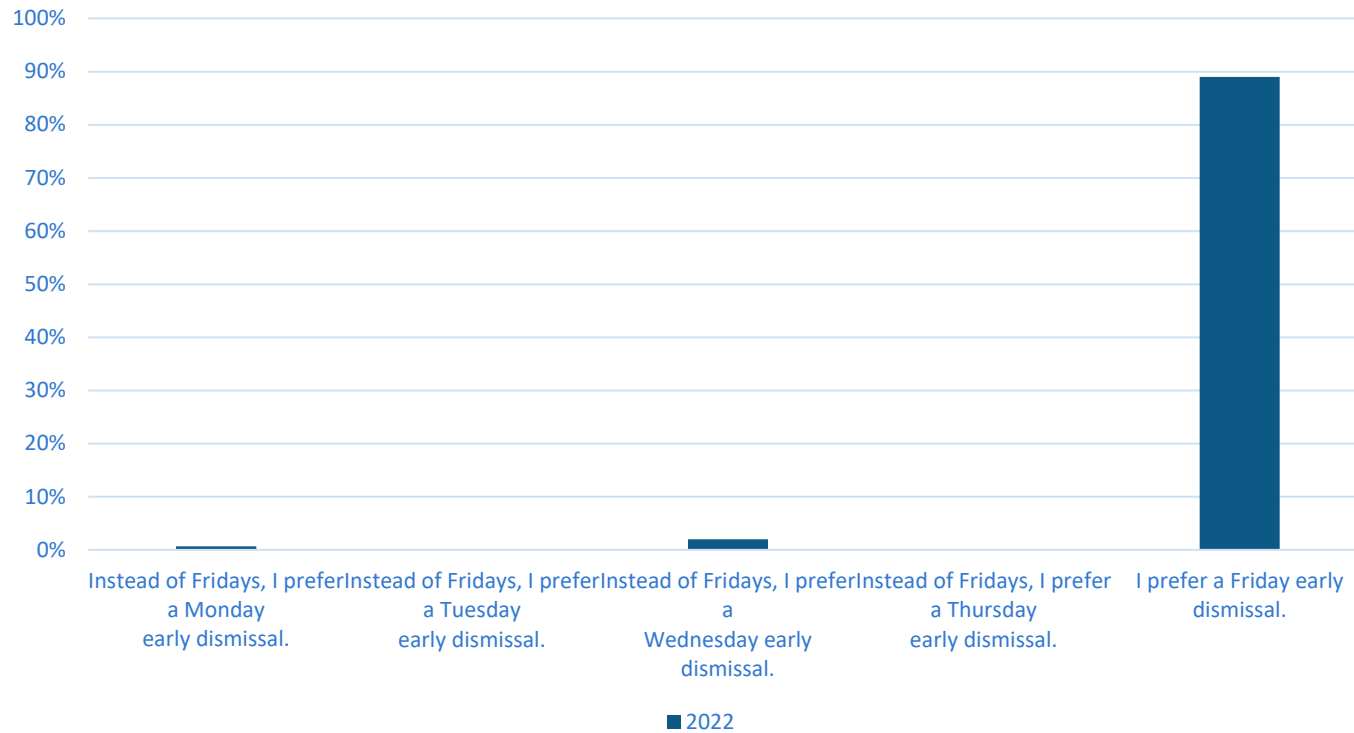 100%
90%
80%
70%
60%
50%
40%
30%
20%
10%
0%
Instead of Fridays, I prefer
a Monday
early dismissal.
Instead of Fridays, I prefer
a Tuesday
early dismissal.
Instead of Fridays, I prefer
a
Wednesday early
dismissal.
Instead of Fridays, I prefer
a Thursday
early dismissal.
I prefer a Friday early
dismissal.
2022